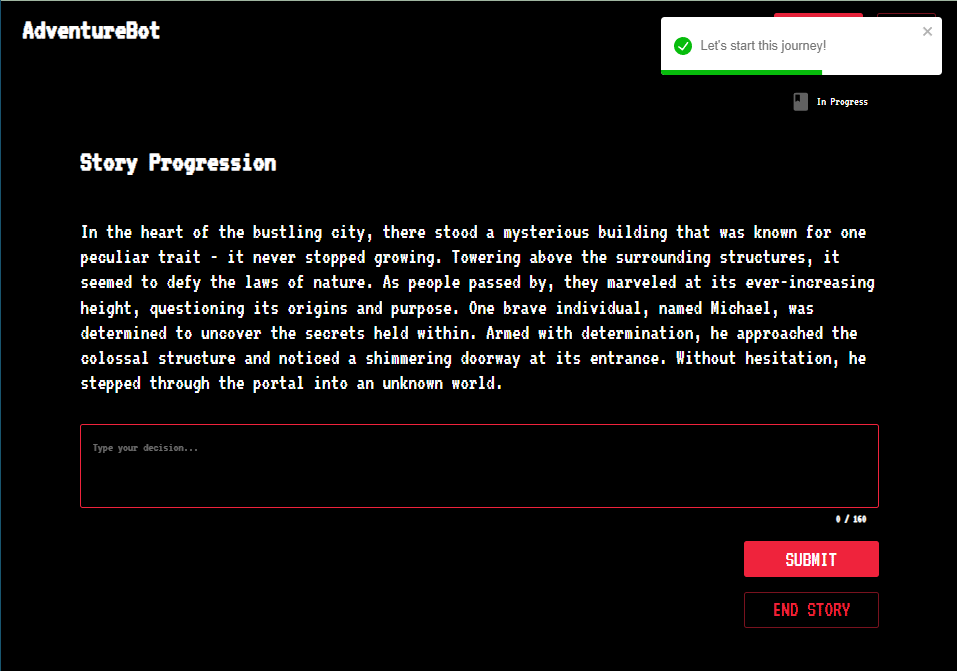 AdventureBot
Let's start this journey!
In Progress
Story Progression
In the heart of the bustling city, there stood a mysterious building that was known for one
peculiar trait - it never stopped growing. Towering above the surrounding structures, it
seemed to defy the laws of nature. As people passed by, they marveled at its ever-increasing
height, questioning its origins and purpose. One brave individual, named Michael, was
determined to uncover the secrets held within. Armed with determination, he approached the
colossal structure and noticed a shimmering doorway at its entrance. Without hesitation, he
stepped through the portal into an unknown world.
Type your decision...
0 / 160
SUBMIT
END STORY